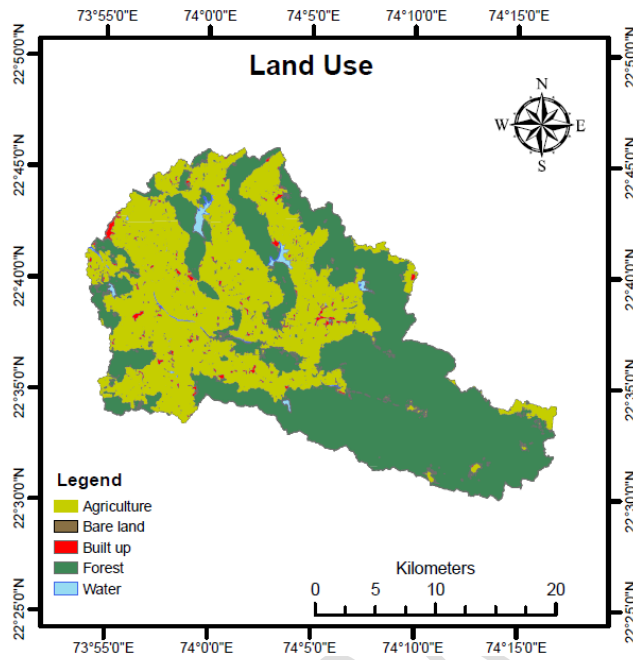 73°55'0"E 74°0'0"E 74°5'0"E 74°10'0"E 74°15'0"E
Land Use
N
W E
S
22°50'0"N 22°50'0"N
22°45'0"N 22°45'0"N
22°40'0"N 22°40'0"N
22°35'0"N 22°35'0"N
22°30'0"N 22°30'0"N
22°25'0"N 22°25'0"N
Legend
Agriculture
Bare land
Built up
Forest
Water
Kilometers
0 5 10 20
73°55'0"E 74°0'0"E 74°5'0"E 74°10'0"E 74°15'0"E